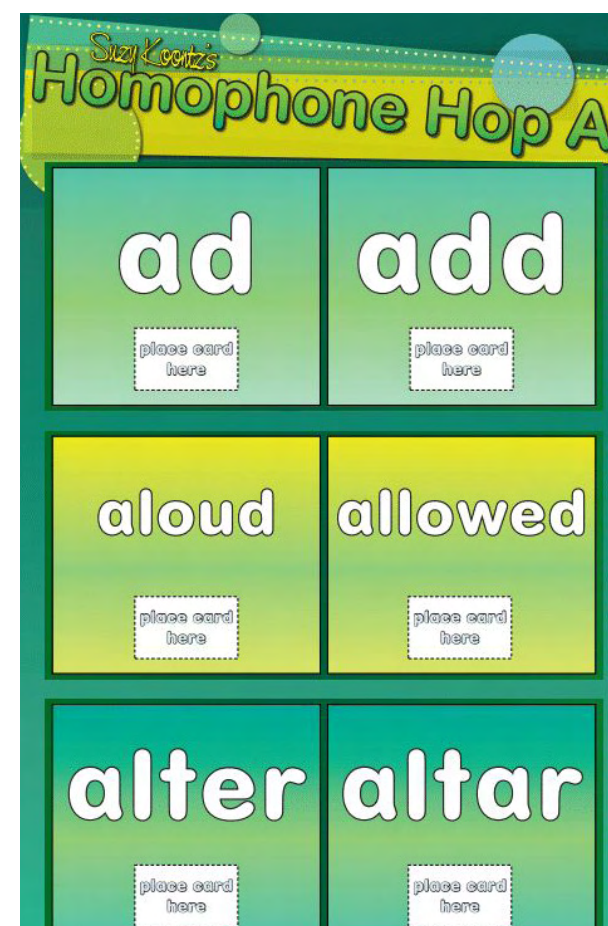 Suzy Koontz's
Homophone Hop A
ad add
place card place card
here here
aloud allowed
place card place card
here here
alter altar
place card place card
here here